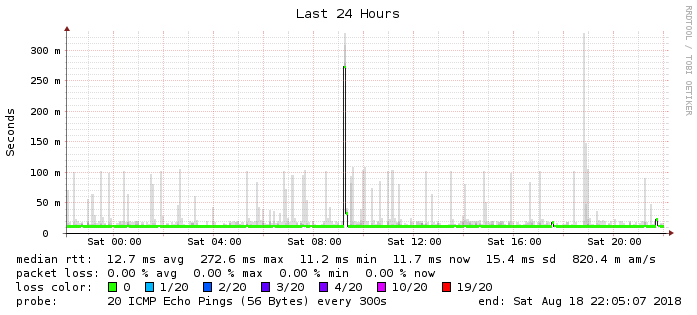 Last 24 Hours
RRDTOOL / TOBI OETIKER
Seconds
300 m
250 m
200 m
150 m
100 m
50 m
0
Sat 00:00 Sat 04:00 Sat 08:00 Sat 12:00 Sat 16:00 Sat 20:00
median rtt: 12.7 ms avg 272.6 ms max 11.2 ms min 11.7 ms now 15.4 ms sd 820.4 m am/s
packet loss: 0.00 % avg 0.00 % max 0.00 % min 0.00 % now
loss color: 0 1/20 2/20 3/20 4/20 10/20 19/20
probe: 20 ICMP Echo Pings (56 Bytes) every 300s end: Sat Aug 18 22:05:07 2018